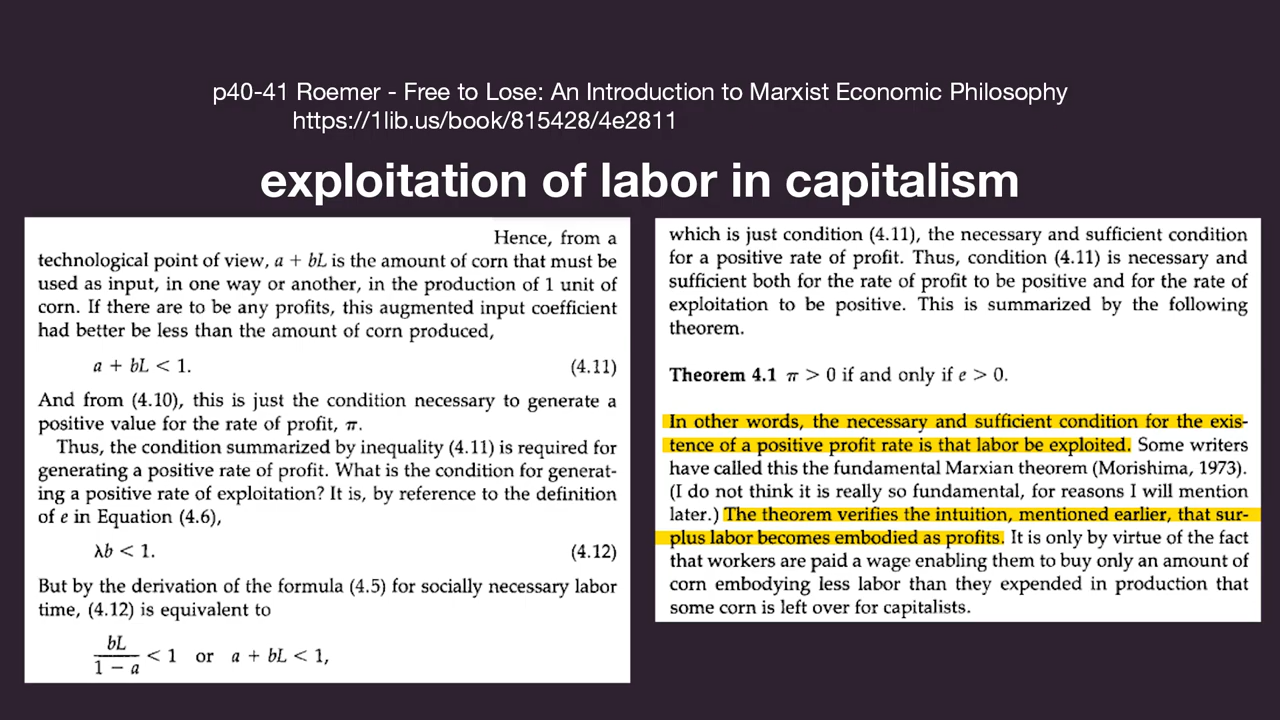 p40-41 Roemer - Free to Lose: An Introduction to Marxist Economic Philosophy
https://1lib.us/book/815428/4e2811
exploitation of labor in capitalism
Hence, from a
technological point of view, a + bL is the amount of corn that must be
used as input, in one way or another, in the production of 1 unit of
corn. If there are to be any profits, this augmented input coefficient
had better be less than the amount of corn produced,
a + bL < 1. (4.11)
And from (4.10), this is just the condition necessary to generate a
positive value for the rate of profit, π.
Thus, the condition summarized by inequality (4.11) is required for
generating a positive rate of profit. What is the condition for generat-
ing a positive rate of exploitation? It is, by reference to the definition
of e in Equation (4.6),
λb < 1. (4.12)
But by the derivation of the formula (4.5) for socially necessary labor
time, (4.12) is equivalent to
bL
/ (1 − a) < 1 or a + bL < 1,
which is just condition (4.11), the necessary and sufficient condition
for a positive rate of profit. Thus, condition (4.11) is necessary and
sufficient both for the rate of profit to be positive and for the rate of
exploitation to be positive. This is summarized by the following
theorem.
Theorem 4.1 π > 0 if and only if e > 0.
In other words, the necessary and sufficient condition for the exis-
tence of a positive profit rate is that labor be exploited. Some writers
have called this the fundamental Marxian theorem (Morishima, 1973).
(I do not think it is really so fundamental, for reasons I will mention
later.) The theorem verifies the intuition, mentioned earlier, that sur-
plus labor becomes embodied as profits. It is only by virtue of the fact
that workers are paid a wage enabling them to buy only an amount of
corn embodying less labor than they expended in production that
some corn is left over for capitalists.